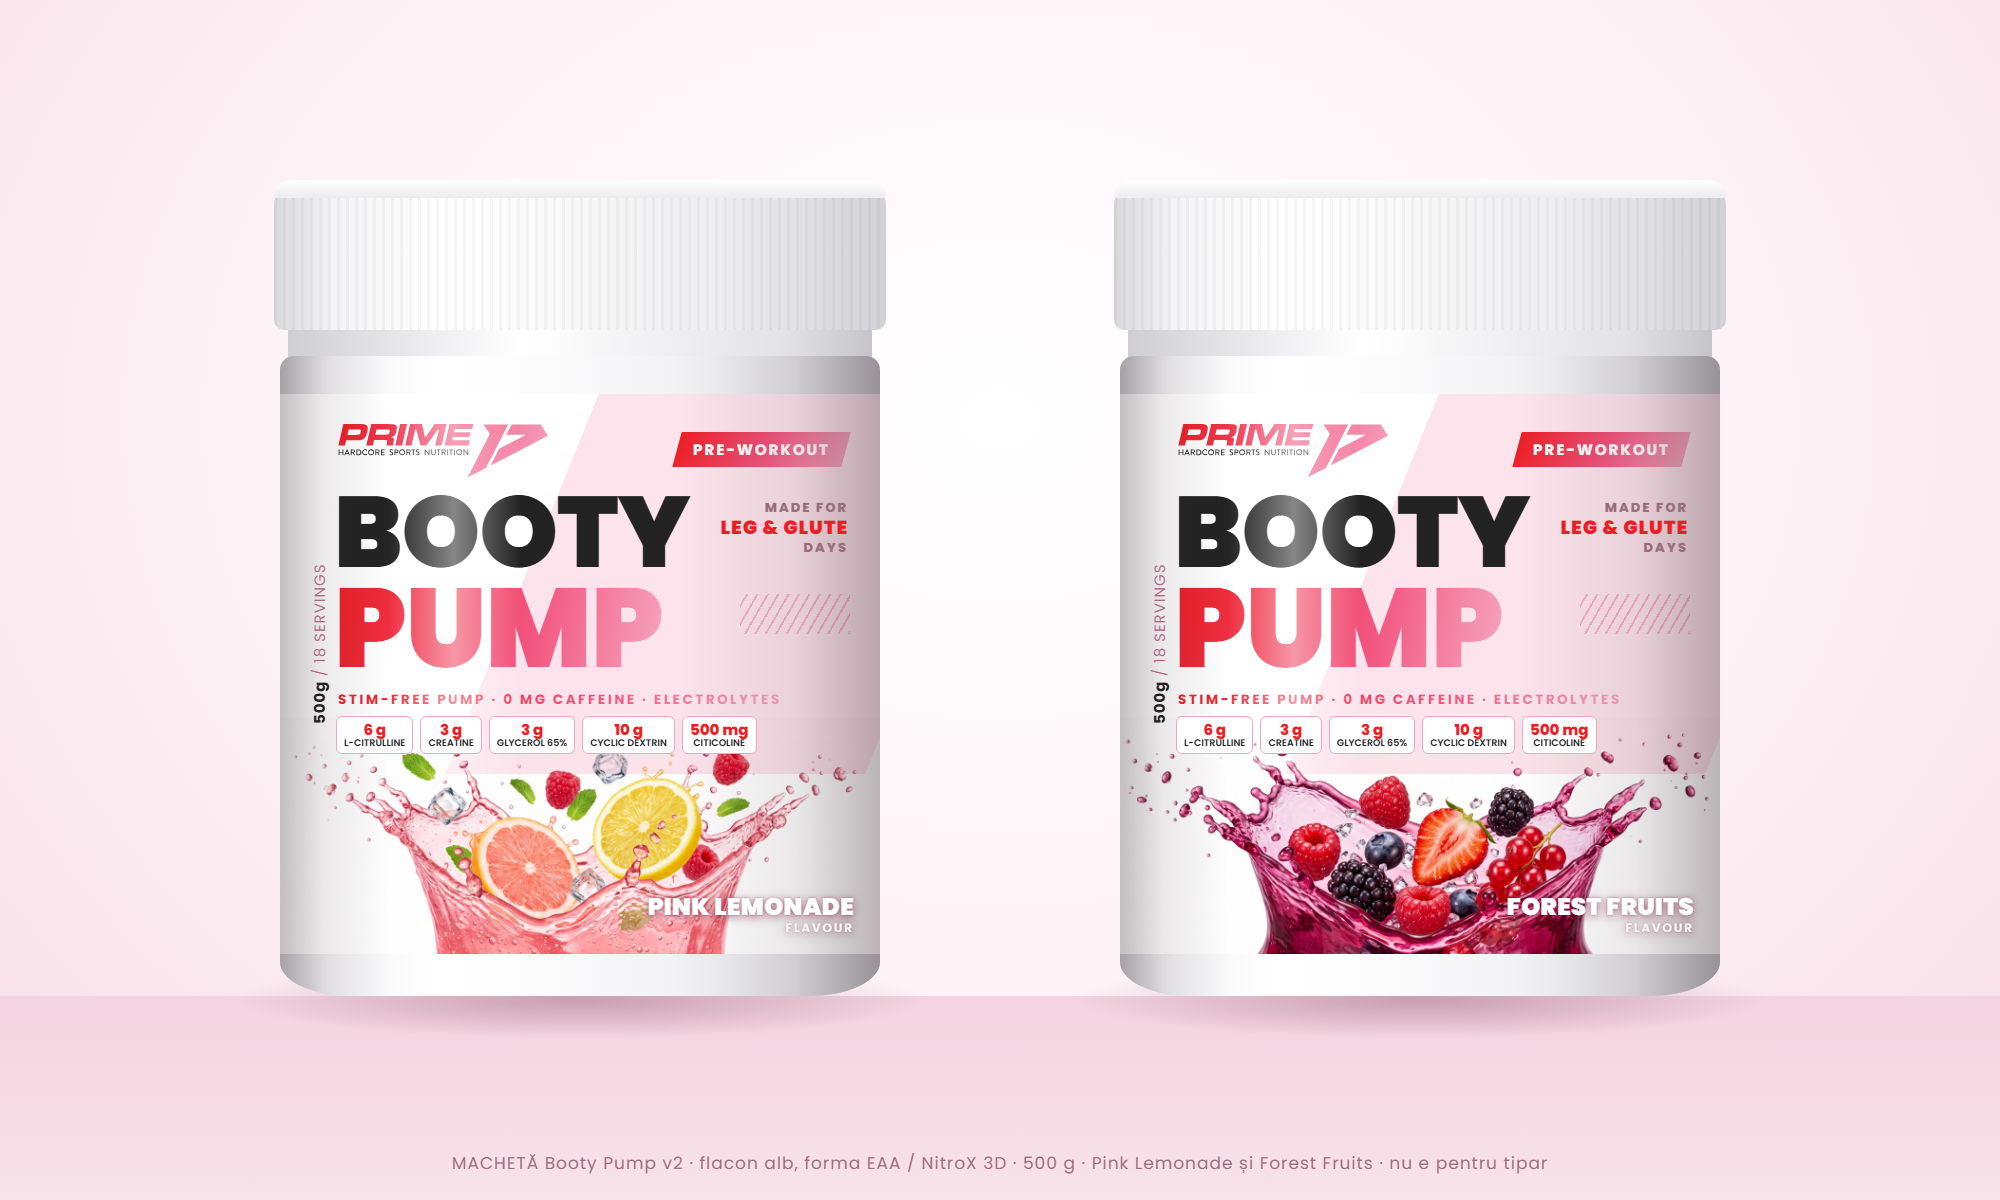 PRIME 17
HARDCORE SPORTS NUTRITION
PRE-WORKOUT
BOOTY
PUMP
MADE FOR
LEG & GLUTE
DAYS
500g / 18 SERVINGS
STIM-FREE PUMP · 0 MG CAFFEINE · ELECTROLYTES
6 g
L-CITRULLINE
3 g
CREATINE
3 g
GLYCEROL 65%
10 g
CYCLIC DEXTRIN
500 mg
CITICOLINE
PINK LEMONADE
FLAVOUR
PRIME 17
HARDCORE SPORTS NUTRITION
PRE-WORKOUT
BOOTY
PUMP
MADE FOR
LEG & GLUTE
DAYS
500g / 18 SERVINGS
STIM-FREE PUMP · 0 MG CAFFEINE · ELECTROLYTES
6 g
L-CITRULLINE
3 g
CREATINE
3 g
GLYCEROL 65%
10 g
CYCLIC DEXTRIN
500 mg
CITICOLINE
FOREST FRUITS
FLAVOUR
MACHETĂ Booty Pump v2 · flacon alb, forma EAA / NitroX 3D · 500 g · Pink Lemonade și Forest Fruits · nu e pentru tipar